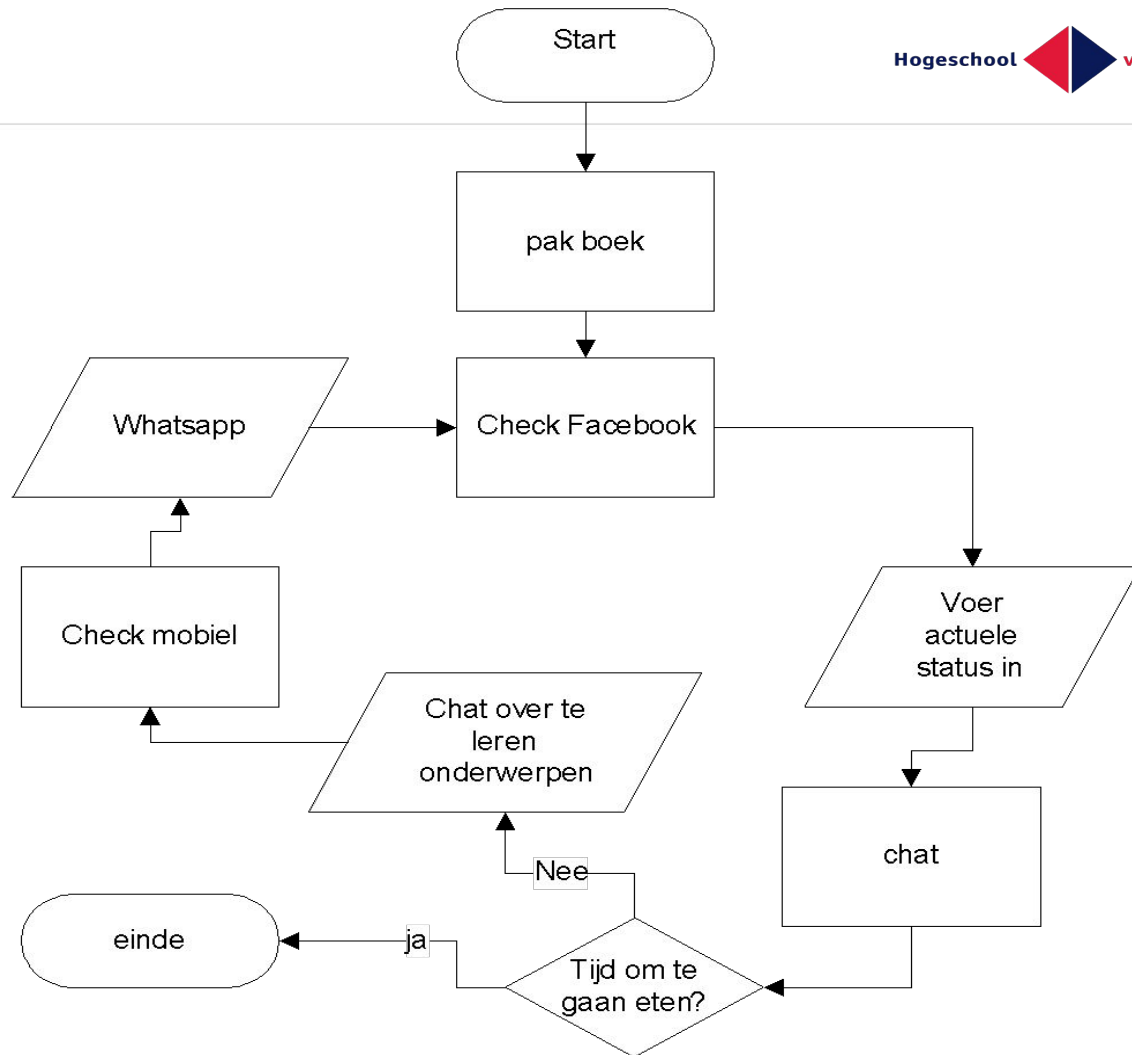 Start
Hogeschool
pak boek
Whatsapp
Check Facebook
Check mobiel
Voer
actuele
status in
Chat over te
leren
onderwerpen
chat
Nee
ja
einde
Tijd om te
gaan eten?